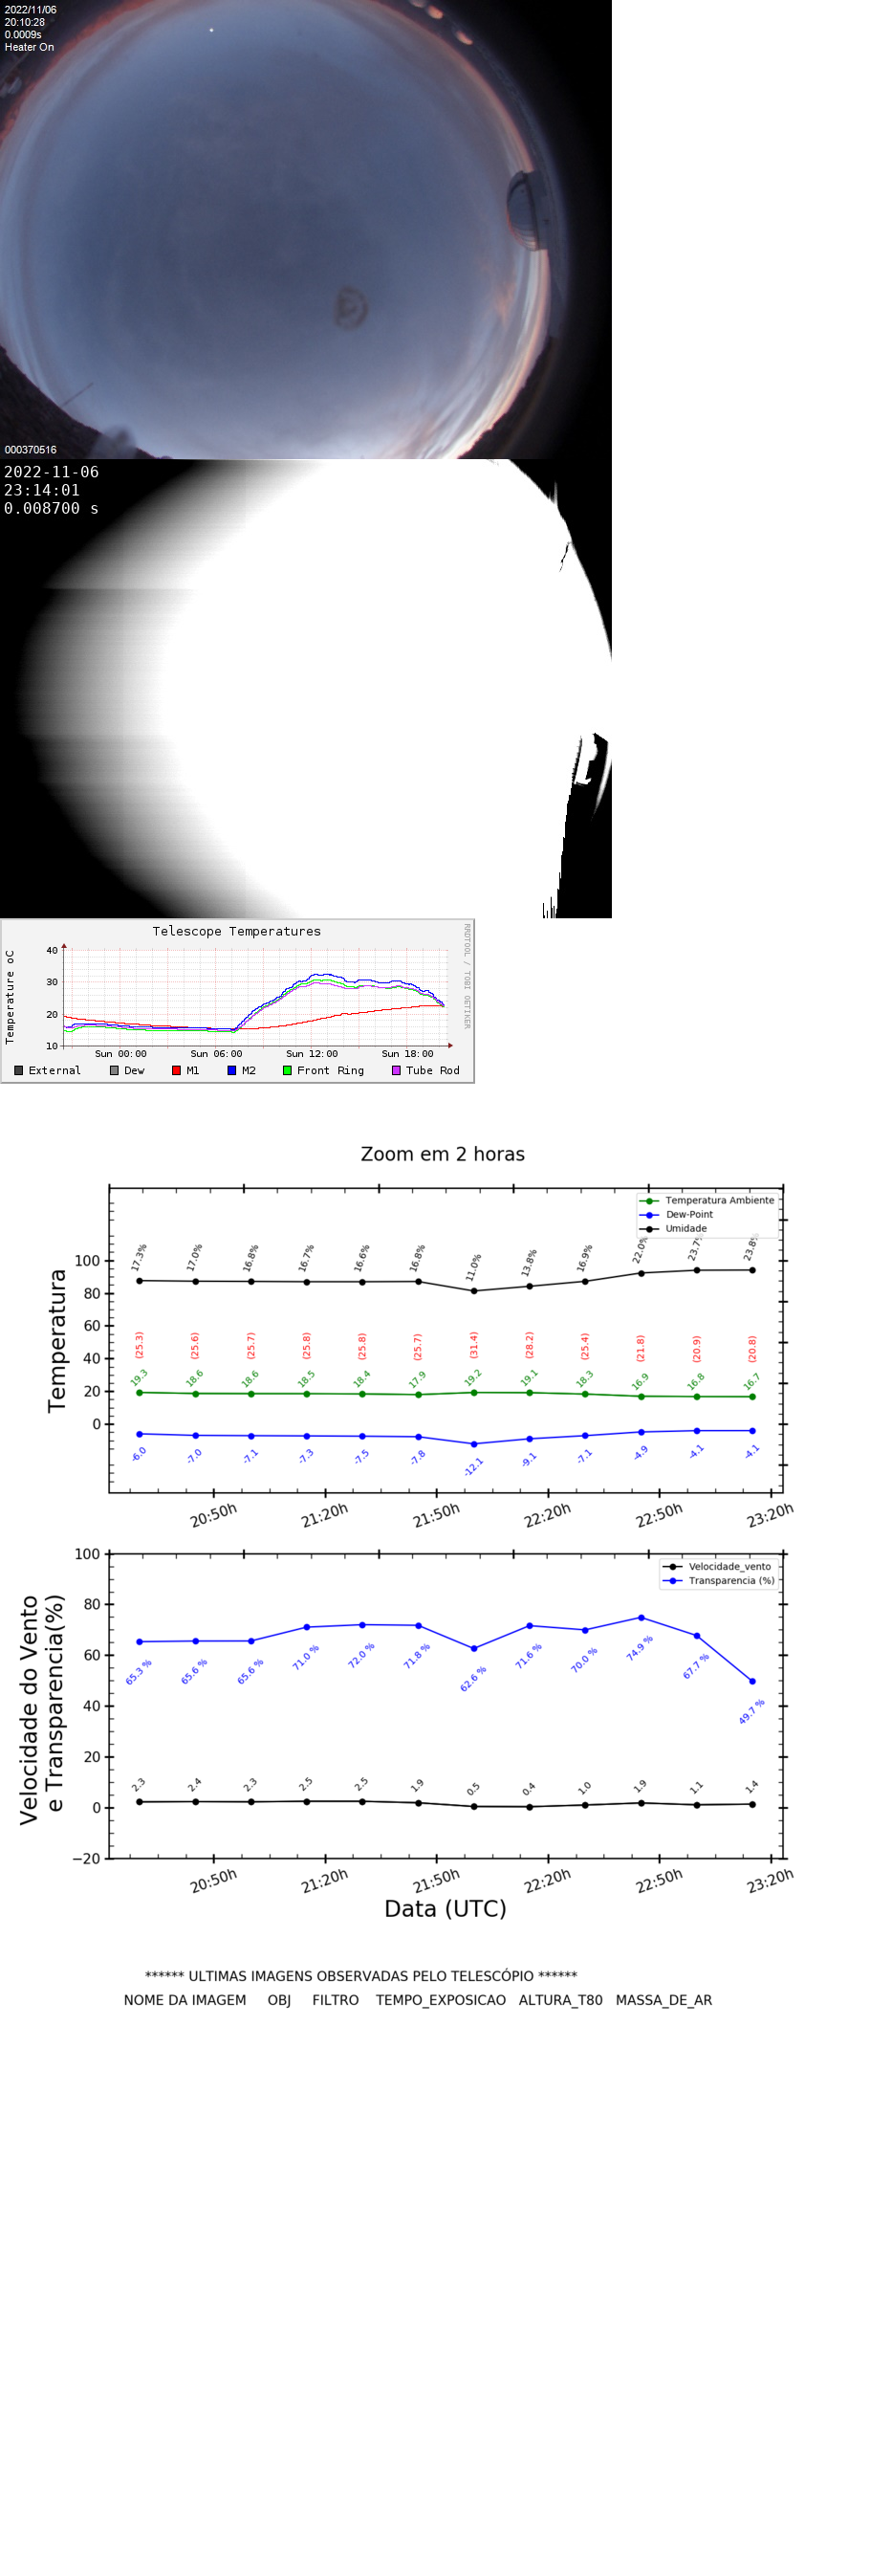 2022/11/06
20:10:28
0.0009s
Heater On
000370516
2022-11-06
23:14:01
0.008700 s
Telescope Temperatures
RRDTOOL / TOBI OETIKER
Temperature oC
40
30
20
10
Sun 00:00 Sun 06:00 Sun 12:00 Sun 18:00
External Dew M1 M2 Front Ring Tube Rod
Zoom em 2 horas
Temperatura Ambiente
Dew-Point
Umidade
Temperatura
100
80
60
40
20
0
17.3% 17.0% 16.8% 16.7% 16.6% 16.8% 11.0% 13.8% 16.9% 22.0% 23.7% 23.8%
(25.3) (25.6) (25.7) (25.8) (25.8) (25.7) (31.4) (28.2) (25.4) (21.8) (20.9) (20.8)
19.3 18.6 18.6 18.5 18.4 17.9 19.2 19.1 18.3 16.9 16.8 16.7
-6.0 -7.0 -7.1 -7.3 -7.5 -7.8 -12.1 -9.1 -7.1 -4.9 -4.1 -4.1
20:50h 21:20h 21:50h 22:20h 22:50h 23:20h
Velocidade_vento
Transparencia (%)
Velocidade do Vento
e Transparencia(%)
100
80
60
40
20
0
−20
65.3 % 65.6 % 65.6 % 71.0 % 72.0 % 71.8 % 62.6 % 71.6 % 70.0 % 74.9 % 67.7 % 49.7 %
2.3 2.4 2.3 2.5 2.5 1.9 0.5 0.4 1.0 1.9 1.1 1.4
20:50h 21:20h 21:50h 22:20h 22:50h 23:20h
Data (UTC)
****** ULTIMAS IMAGENS OBSERVADAS PELO TELESCÓPIO ******
NOME DA IMAGEM OBJ FILTRO TEMPO_EXPOSICAO ALTURA_T80 MASSA_DE_AR